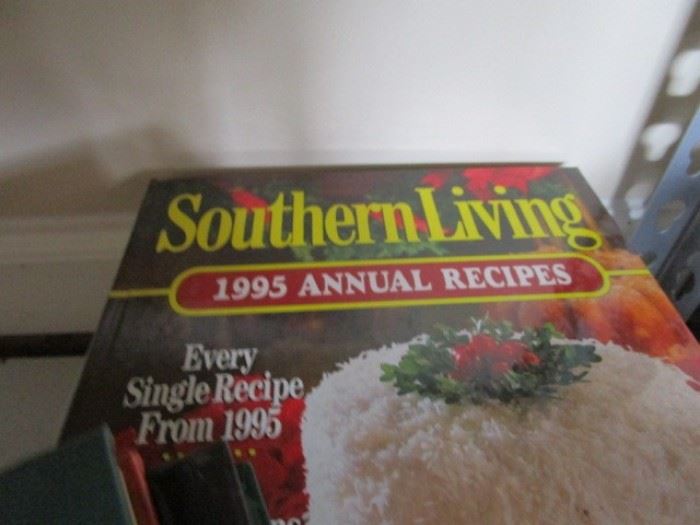 Southern Living
1995 ANNUAL RECIPES
Every
Single Recipe
From 1995